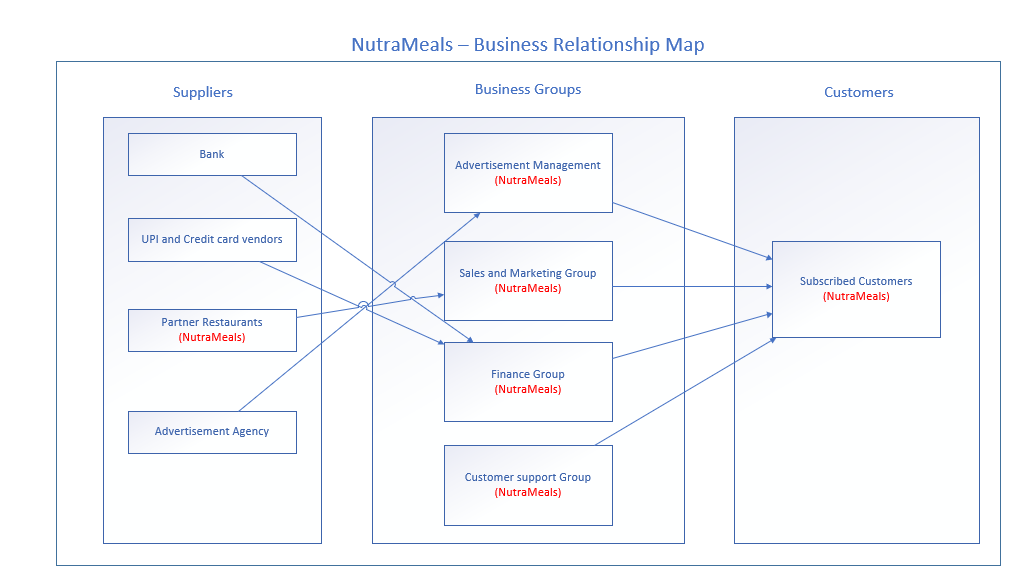 NutraMeals – Business Relationship Map
Suppliers
Business Groups
Customers
Bank
UPI and Credit card vendors
Partner Restaurants
(NutraMeals)
Advertisement Agency
Advertisement Management
(NutraMeals)
Sales and Marketing Group
(NutraMeals)
Finance Group
(NutraMeals)
Customer support Group
(NutraMeals)
Subscribed Customers
(NutraMeals)